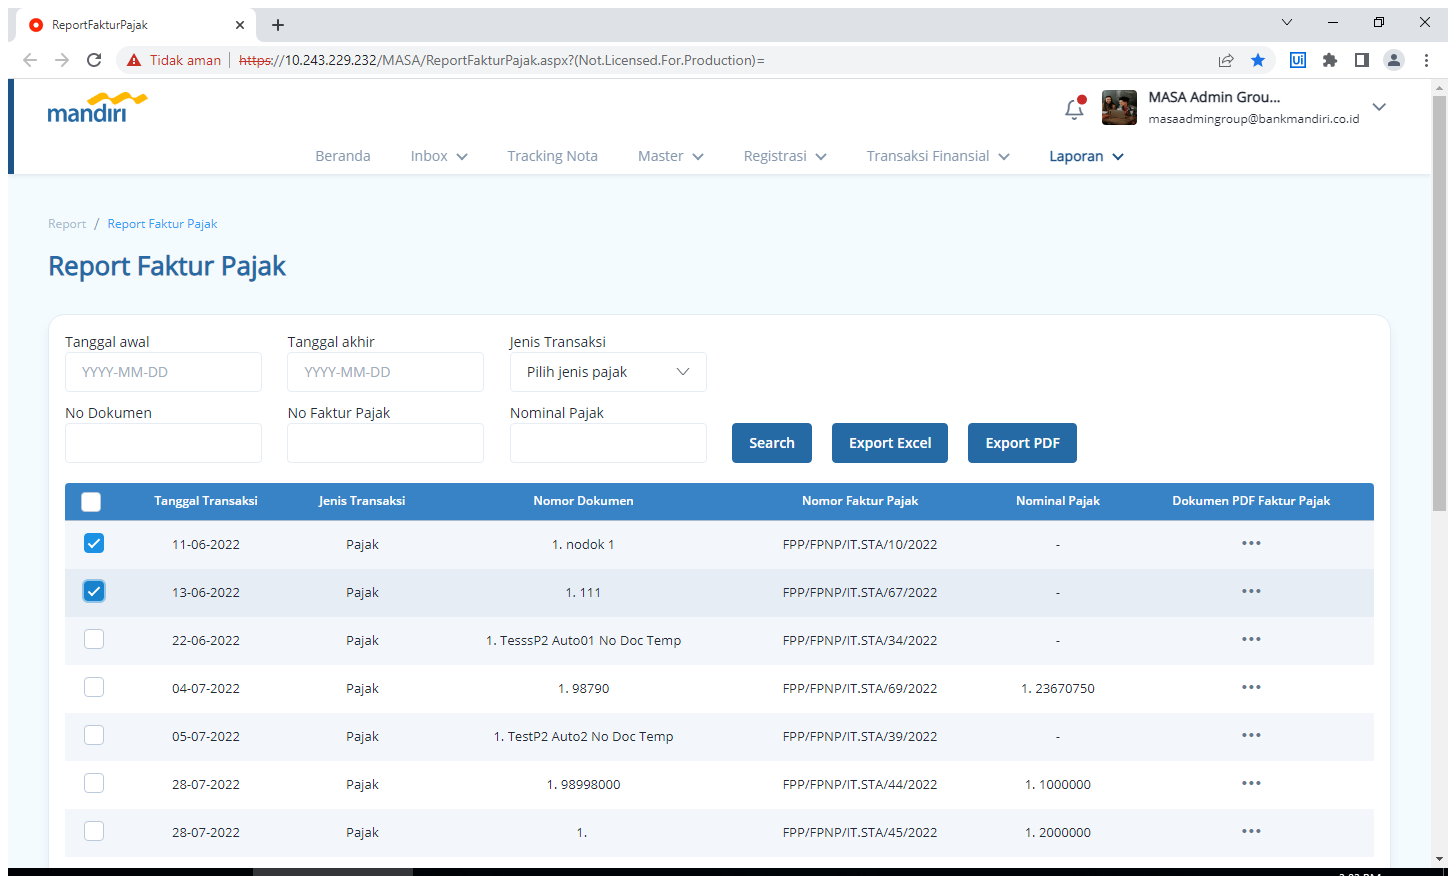 ReportFakturPajak
Tidak aman https://10.243.229.232/MASA/ReportFakturPajak.aspx?(Not.Licensed.For.Production)=
Ui
mandiri
MASA Admin Grou...
masaadmingroup@bankmandiri.co.id
Beranda Inbox Tracking Nota Master Registrasi Transaksi Finansial Laporan
Report / Report Faktur Pajak
Report Faktur Pajak
Tanggal awal Tanggal akhir Jenis Transaksi
YYYY-MM-DD YYYY-MM-DD Pilih jenis pajak
No Dokumen No Faktur Pajak Nominal Pajak
Search Export Excel Export PDF
Tanggal Transaksi Jenis Transaksi Nomor Dokumen Nomor Faktur Pajak Nominal Pajak Dokumen PDF Faktur Pajak
11-06-2022 Pajak 1. nodok 1 FPP/FPNP/IT.STA/10/2022 - •••
13-06-2022 Pajak 1. 111 FPP/FPNP/IT.STA/67/2022 - •••
22-06-2022 Pajak 1. TesssP2 Auto01 No Doc Temp FPP/FPNP/IT.STA/34/2022 - •••
04-07-2022 Pajak 1. 98790 FPP/FPNP/IT.STA/69/2022 1. 23670750 •••
05-07-2022 Pajak 1. TestP2 Auto2 No Doc Temp FPP/FPNP/IT.STA/39/2022 - •••
28-07-2022 Pajak 1. 98998000 FPP/FPNP/IT.STA/44/2022 1. 1000000 •••
28-07-2022 Pajak 1. FPP/FPNP/IT.STA/45/2022 1. 2000000 •••